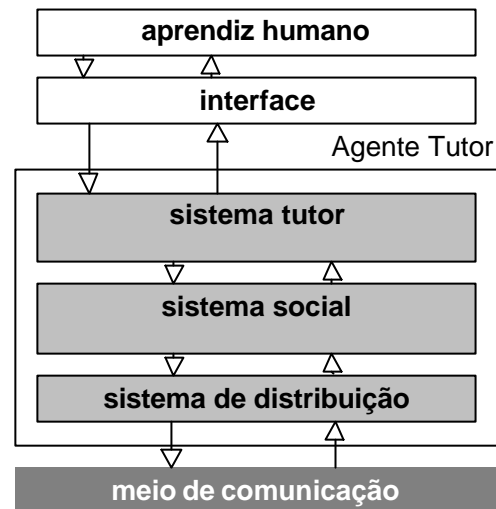 aprendiz humano
interface
Agente Tutor
sistema tutor
sistema social
sistema de distribuição
meio de comunicação